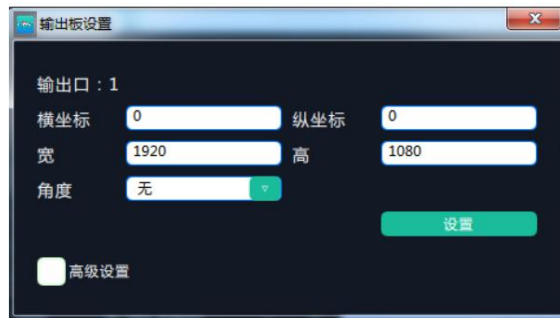 输出板设置
输出口：1
横坐标 0 纵坐标 0
宽 1920 高 1080
角度 无
设置
高级设置